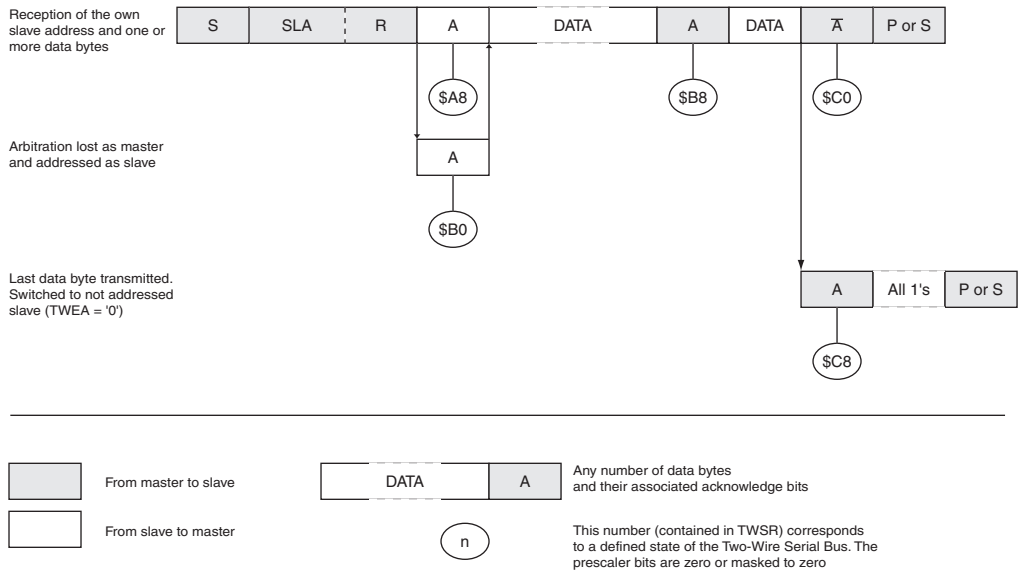 Reception of the own
slave address and one or
more data bytes
S SLA R A DATA A DATA A̅ P or S
$A8 $B8 $C0
Arbitration lost as master
and addressed as slave
A
$B0
Last data byte transmitted.
Switched to not addressed
slave (TWEA = '0')
A All 1's P or S
$C8
From master to slave
DATA A
Any number of data bytes
and their associated acknowledge bits
From slave to master
n
This number (contained in TWSR) corresponds
to a defined state of the Two-Wire Serial Bus. The
prescaler bits are zero or masked to zero